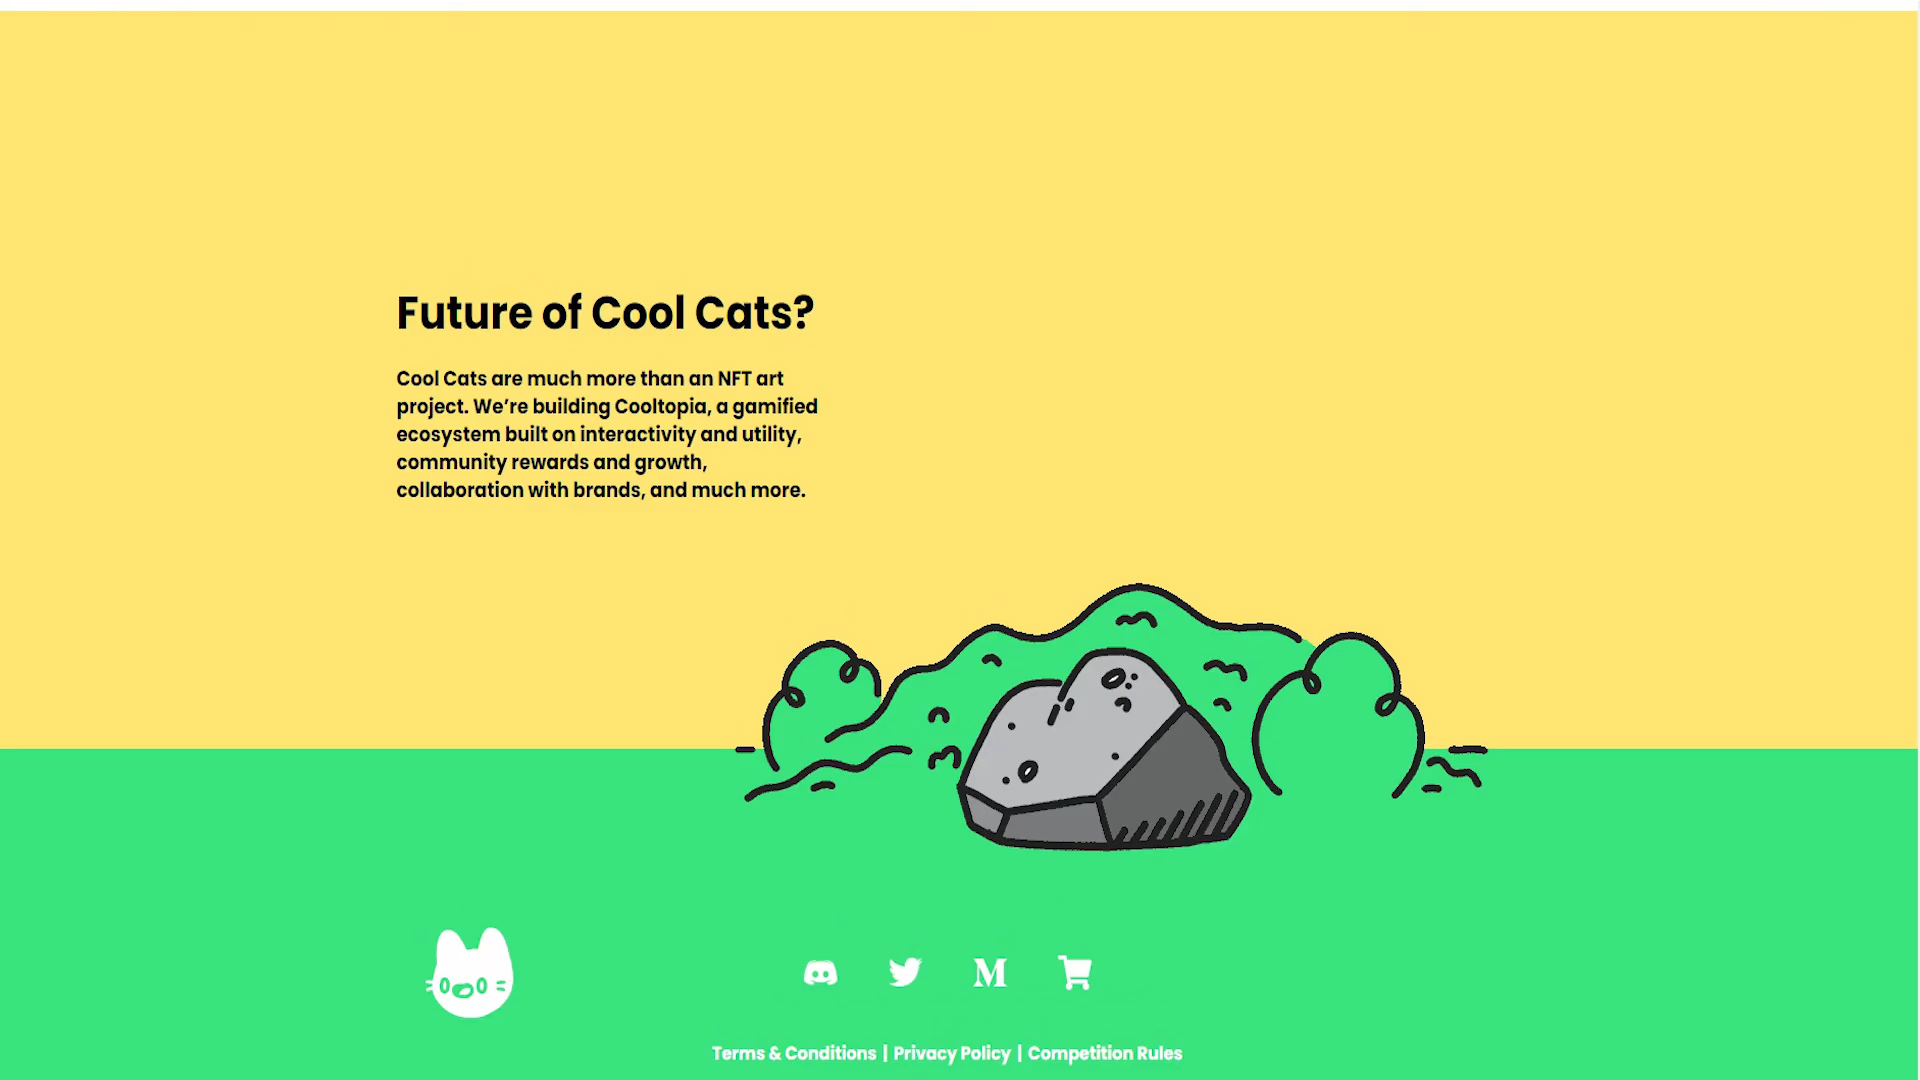 Future of Cool Cats?
Cool Cats are much more than an NFT art
project. We’re building Cooltopia, a gamified
ecosystem built on interactivity and utility,
community rewards and growth,
collaboration with brands, and much more.
M
Terms & Conditions | Privacy Policy | Competition Rules